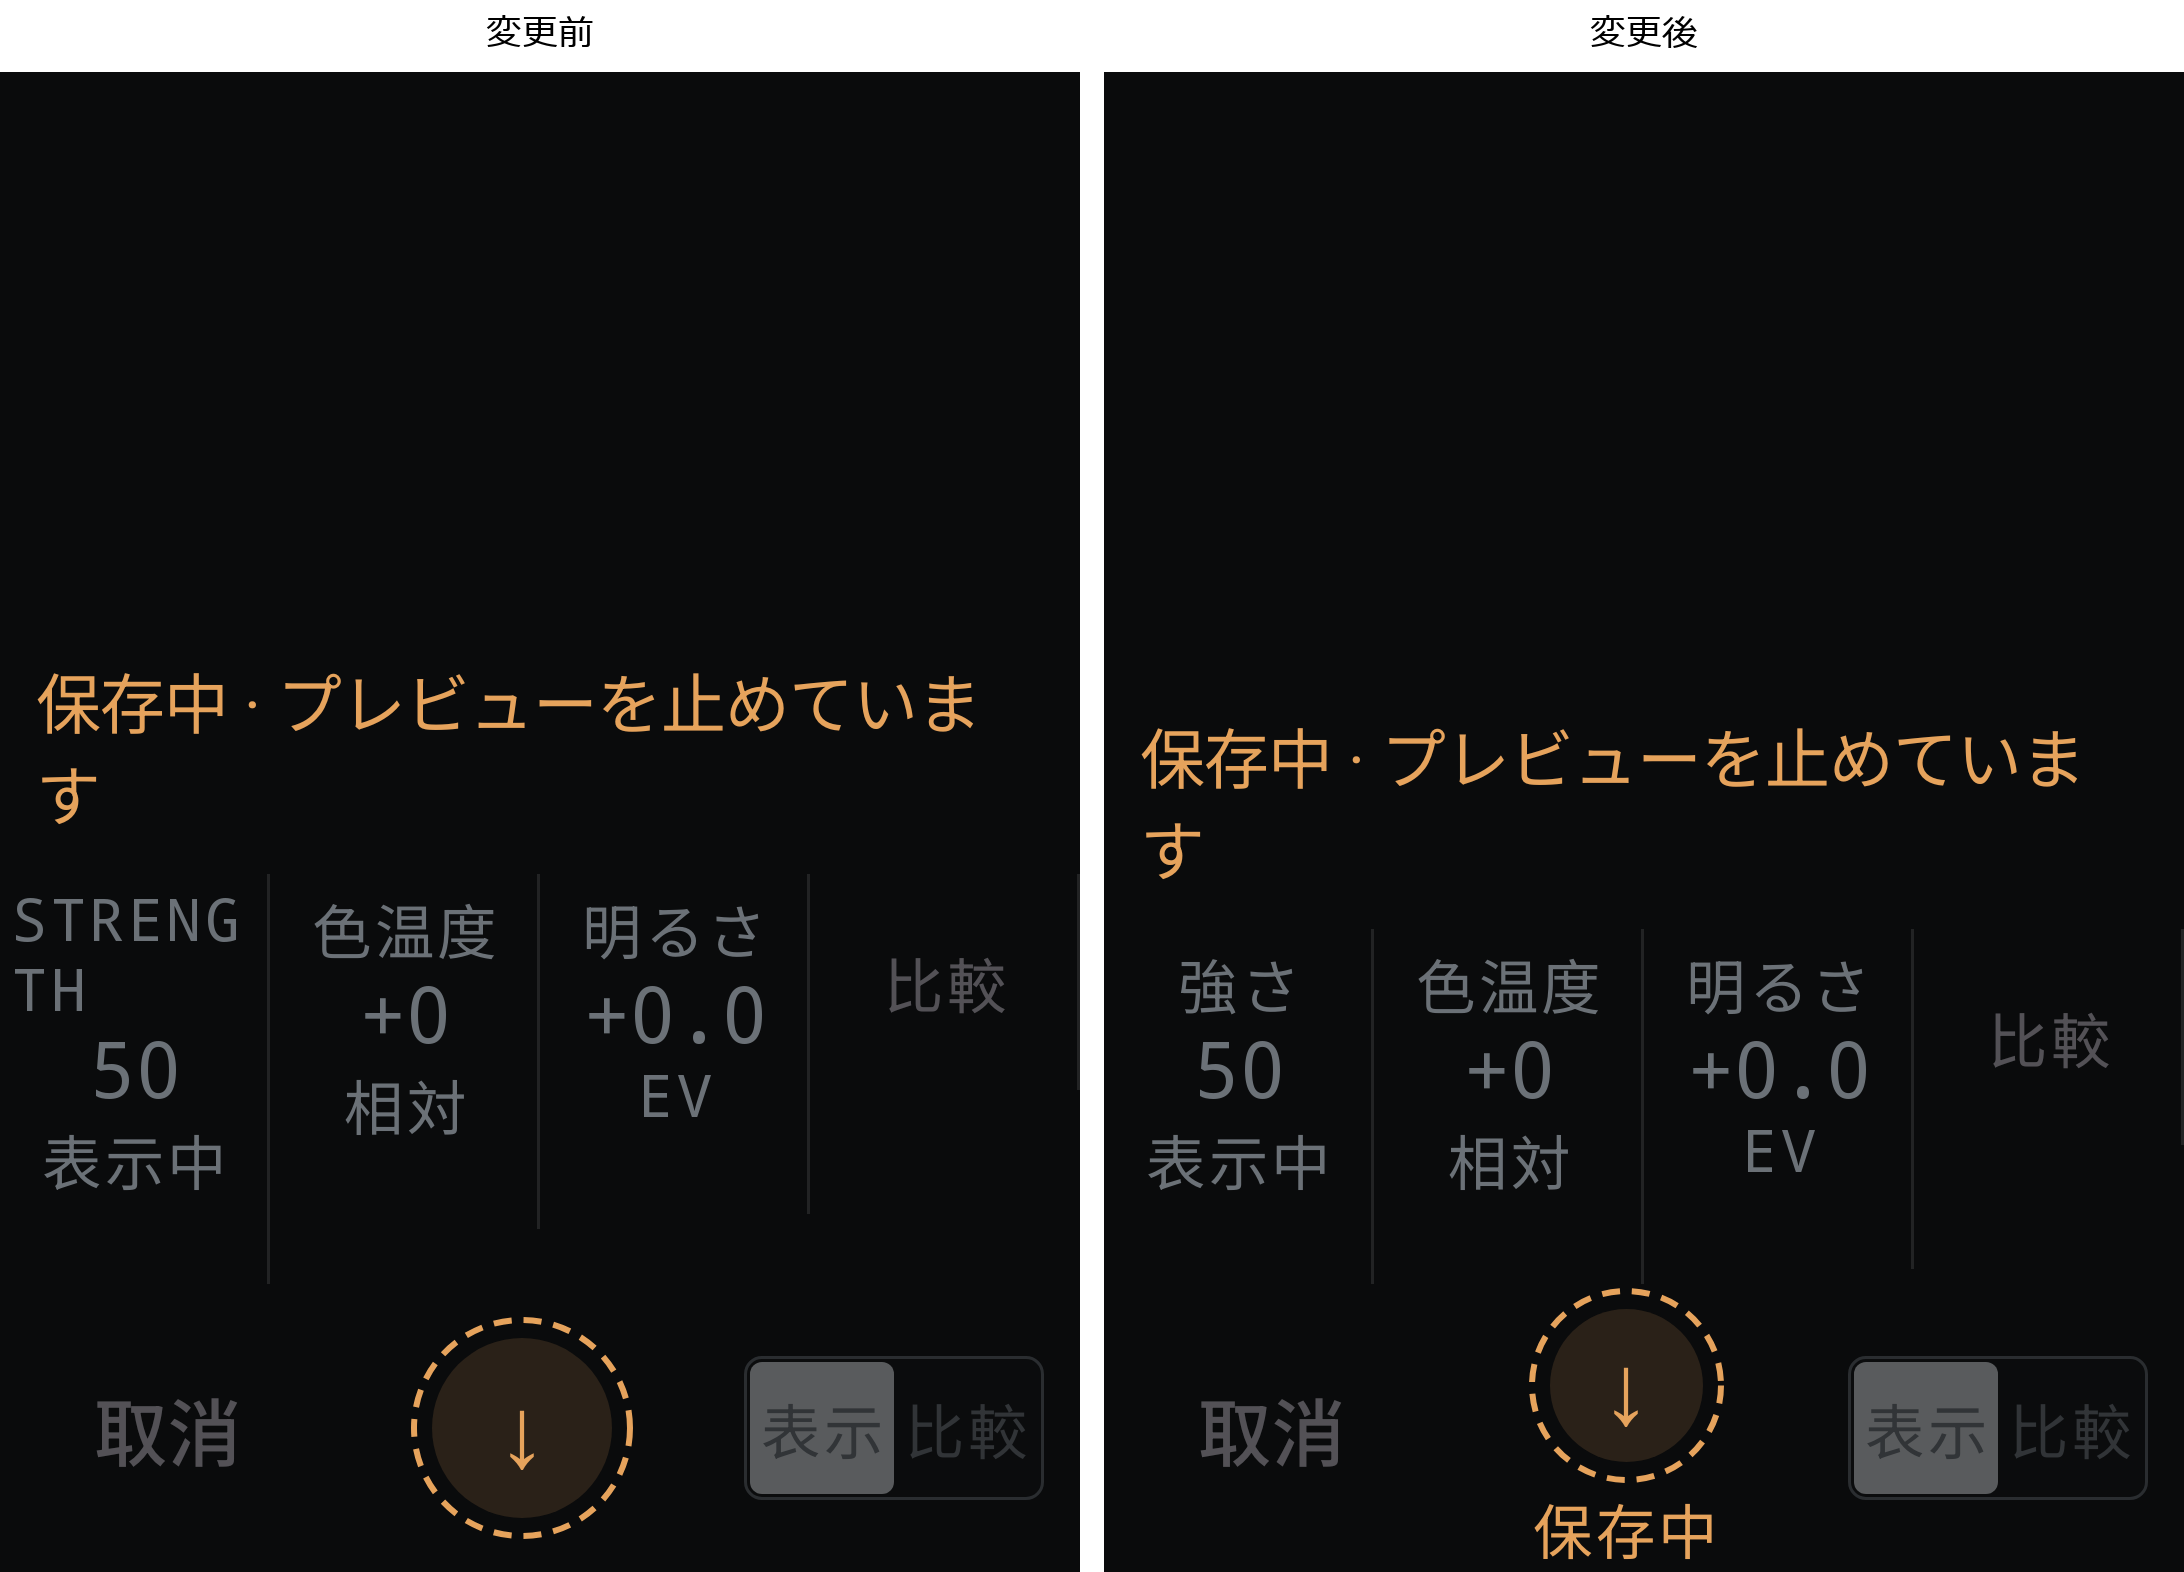 変更前
保存中 · プレビューを止めていま
す
STRENG
TH
50
表示中
色温度
+0
相対
明るさ
+0.0
EV
比較
取消
↓
表示 比較
変更後
保存中 · プレビューを止めていま
す
強さ
50
表示中
色温度
+0
相対
明るさ
+0.0
EV
比較
取消
↓
保存中
表示 比較